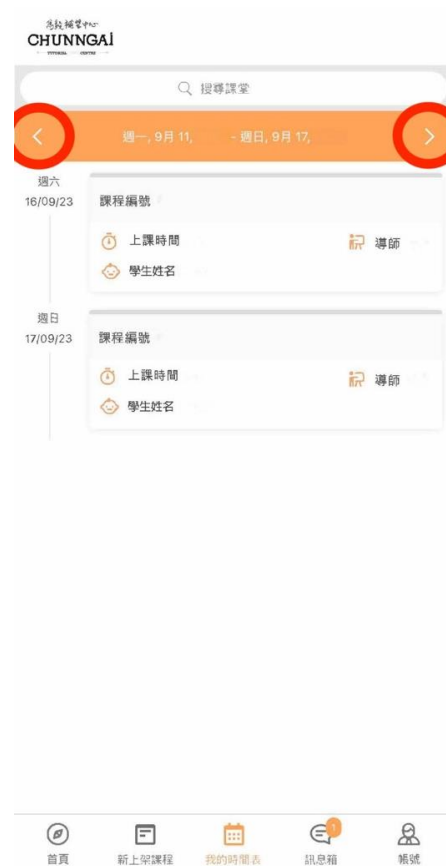 CHUNNGAI
TUTORIAL CENTRE
搜尋課堂
週一, 9月 11, - 週日, 9月 17,
週六
16/09/23
課程編號
上課時間
導師
學生姓名
週日
17/09/23
課程編號
上課時間
導師
學生姓名
1
首頁
新上架課程
我的時間表
訊息箱
帳號